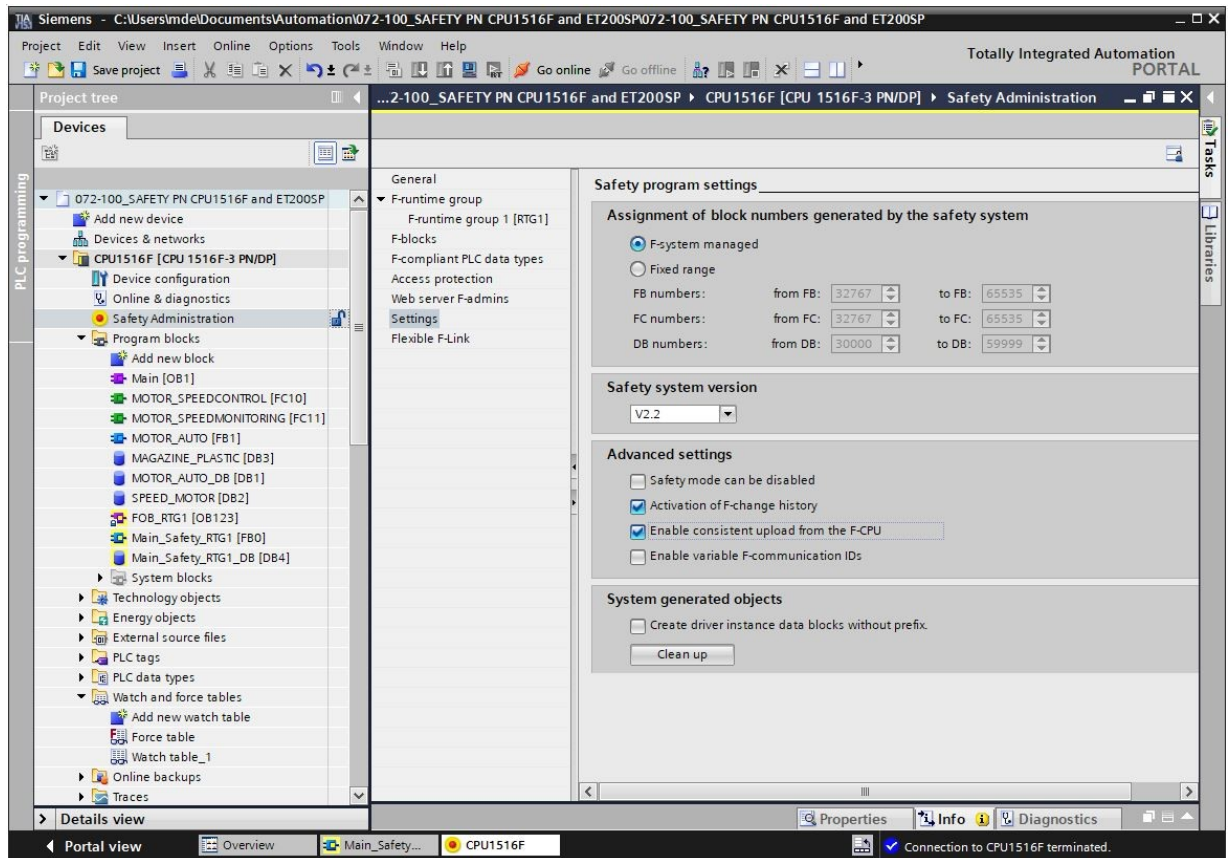 Siemens - C:\Users\mde\Documents\Automation\072-100_SAFETY PN CPU1516F and ET200SP\072-100_SAFETY PN CPU1516F and ET200SP
Project Edit View Insert Online Options Tools Window Help
Totally Integrated Automation
PORTAL
Save project Go online Go offline
Project tree
...2-100_SAFETY PN CPU1516F and ET200SP CPU1516F [CPU 1516F-3 PN/DP] Safety Administration
Devices
PLC programming
072-100_SAFETY PN CPU1516F and ET200SP
Add new device
Devices & networks
CPU1516F [CPU 1516F-3 PN/DP]
Device configuration
Online & diagnostics
Safety Administration
Program blocks
Add new block
Main [OB1]
MOTOR_SPEEDCONTROL [FC10]
MOTOR_SPEEDMONITORING [FC11]
MOTOR_AUTO [FB1]
MAGAZINE_PLASTIC [DB3]
MOTOR_AUTO_DB [DB1]
SPEED_MOTOR [DB2]
FOB_RTG1 [OB123]
Main_Safety_RTG1 [FB0]
Main_Safety_RTG1_DB [DB4]
System blocks
Technology objects
Energy objects
External source files
PLC tags
PLC data types
Watch and force tables
Add new watch table
Force table
Watch table_1
Online backups
Traces
Details view
General
F-runtime group
F-runtime group 1 [RTG1]
F-blocks
F-compliant PLC data types
Access protection
Web server F-admins
Settings
Flexible F-Link
Safety program settings
Assignment of block numbers generated by the safety system
F-system managed
Fixed range
FB numbers: from FB: 32767 to FB: 65535
FC numbers: from FC: 32767 to FC: 65535
DB numbers: from DB: 30000 to DB: 59999
Safety system version
V2.2
Advanced settings
Safety mode can be disabled
Activation of F-change history
Enable consistent upload from the F-CPU
Enable variable F-communication IDs
System generated objects
Create driver instance data blocks without prefix.
Clean up
Tasks
Libraries
Properties Info Diagnostics
Portal view Overview Main_Safety... CPU1516F Connection to CPU1516F terminated.